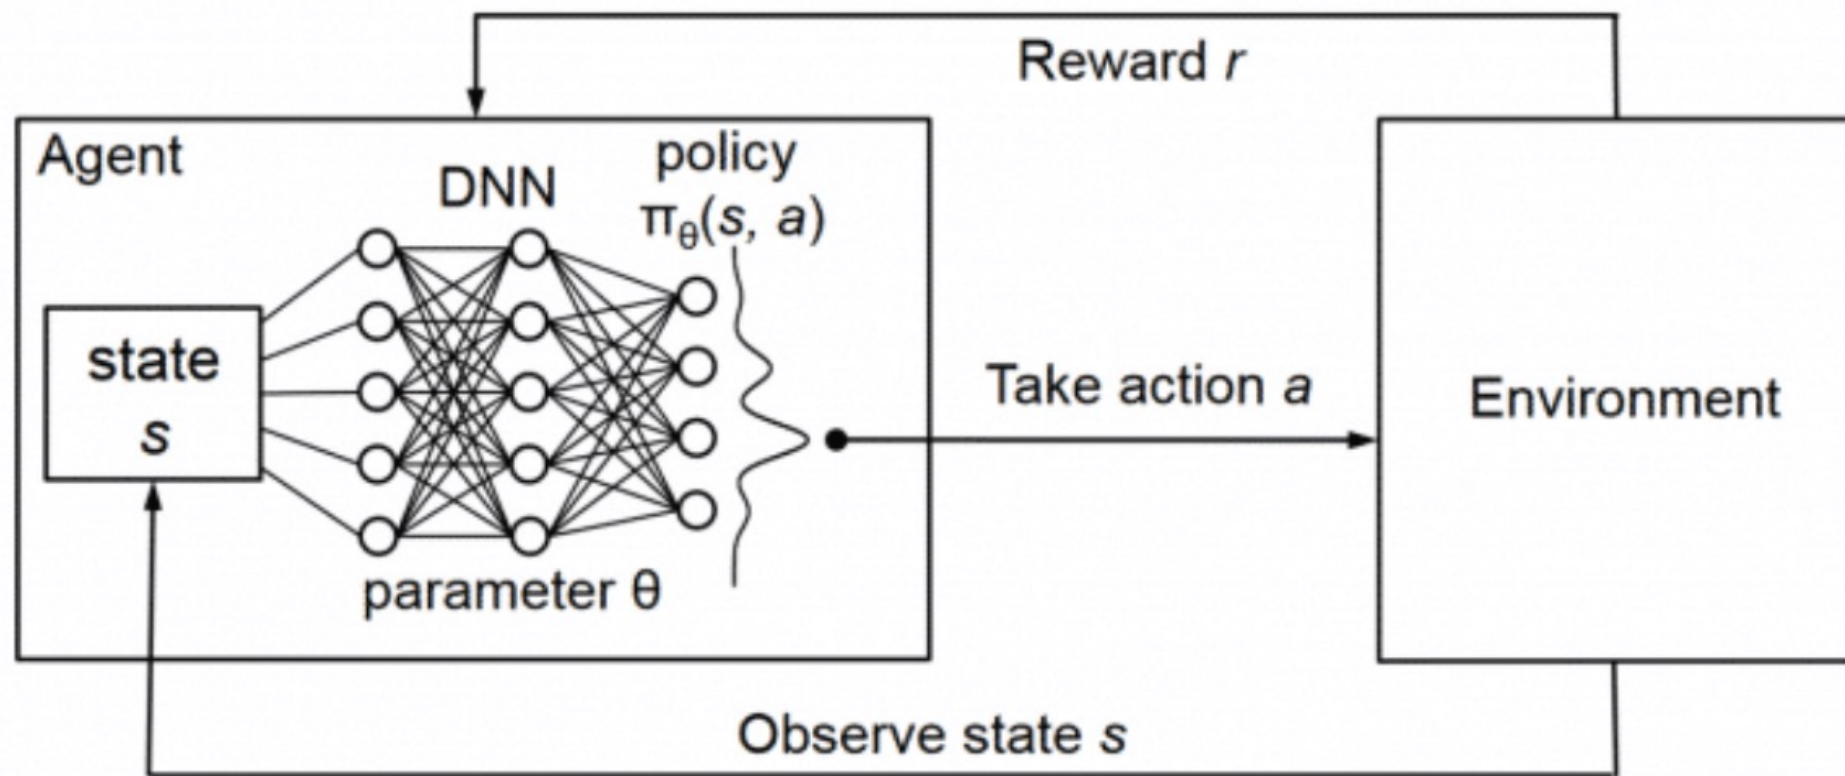 Reward r
Agent
DNN
policy
πθ(s, a)
state
s
Take action a
Environment
parameter θ
Observe state s